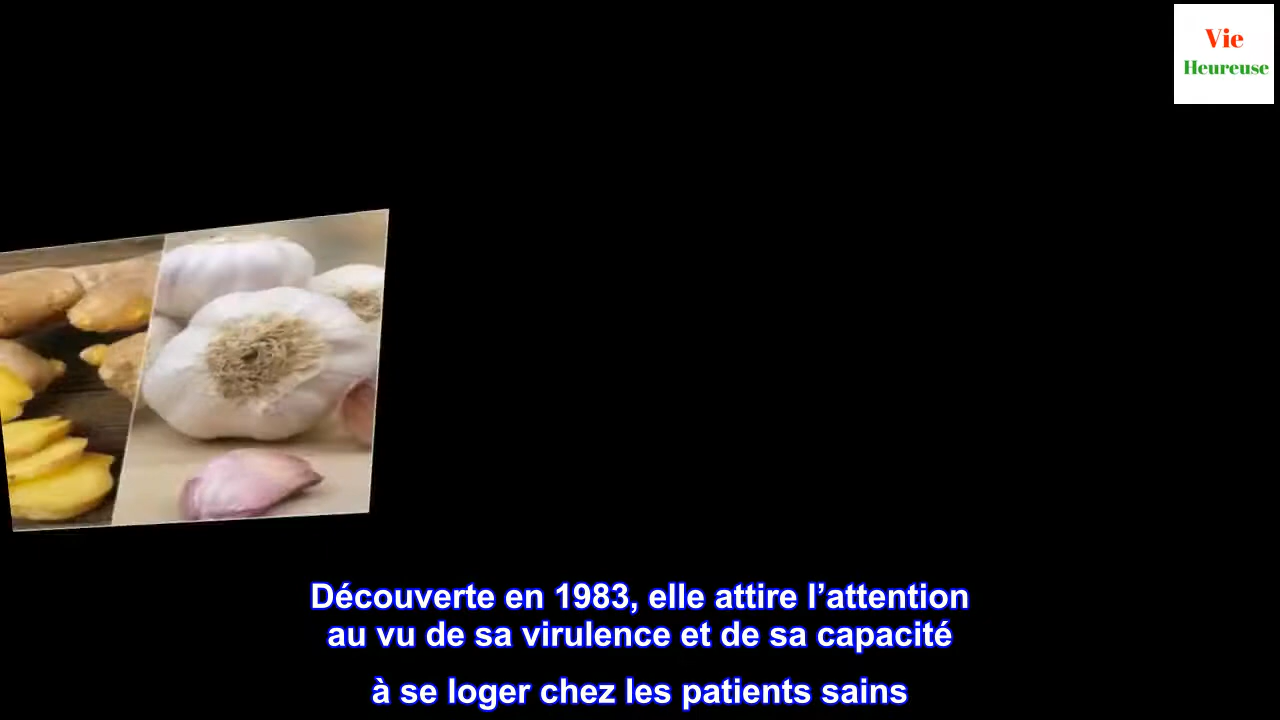 Vie
Heureuse
Découverte en 1983, elle attire l’attention
au vu de sa virulence et de sa capacité
à se loger chez les patients sains